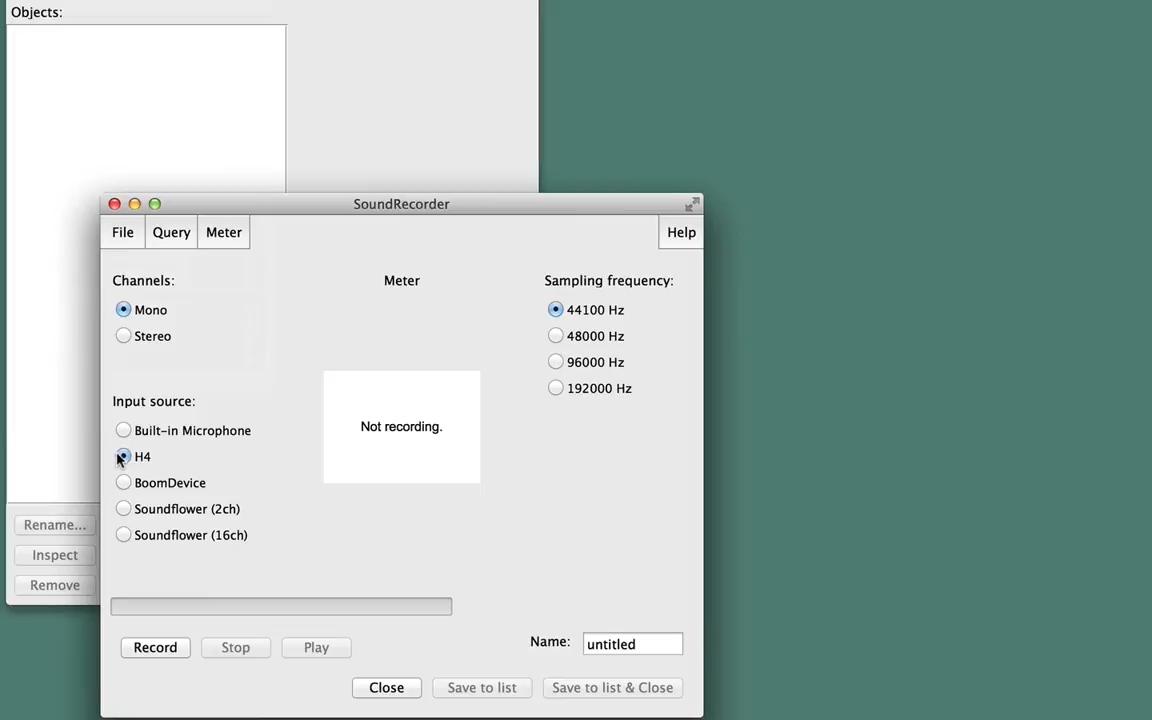 Objects:
SoundRecorder
File Query Meter Help
Channels: Meter Sampling frequency:
Mono 44100 Hz
Stereo 48000 Hz
96000 Hz
192000 Hz
Input source:
Built-in Microphone Not recording.
H4
BoomDevice
Soundflower (2ch)
Rename...
Soundflower (16ch)
Inspect
Remove
Record Stop Play Name: untitled
Close Save to list Save to list & Close